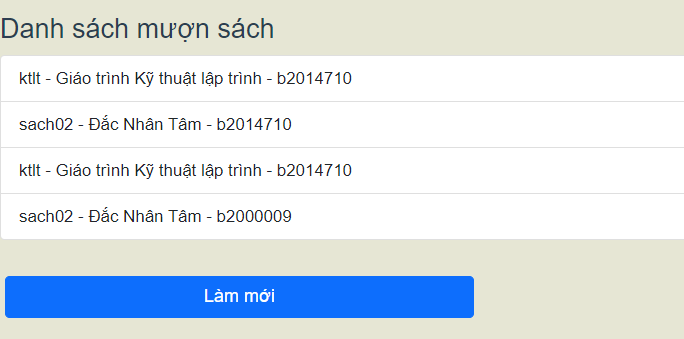 Danh sách mượn sách
ktlt - Giáo trình Kỹ thuật lập trình - b2014710
sach02 - Đắc Nhân Tâm - b2014710
ktlt - Giáo trình Kỹ thuật lập trình - b2014710
sach02 - Đắc Nhân Tâm - b2000009
Làm mới